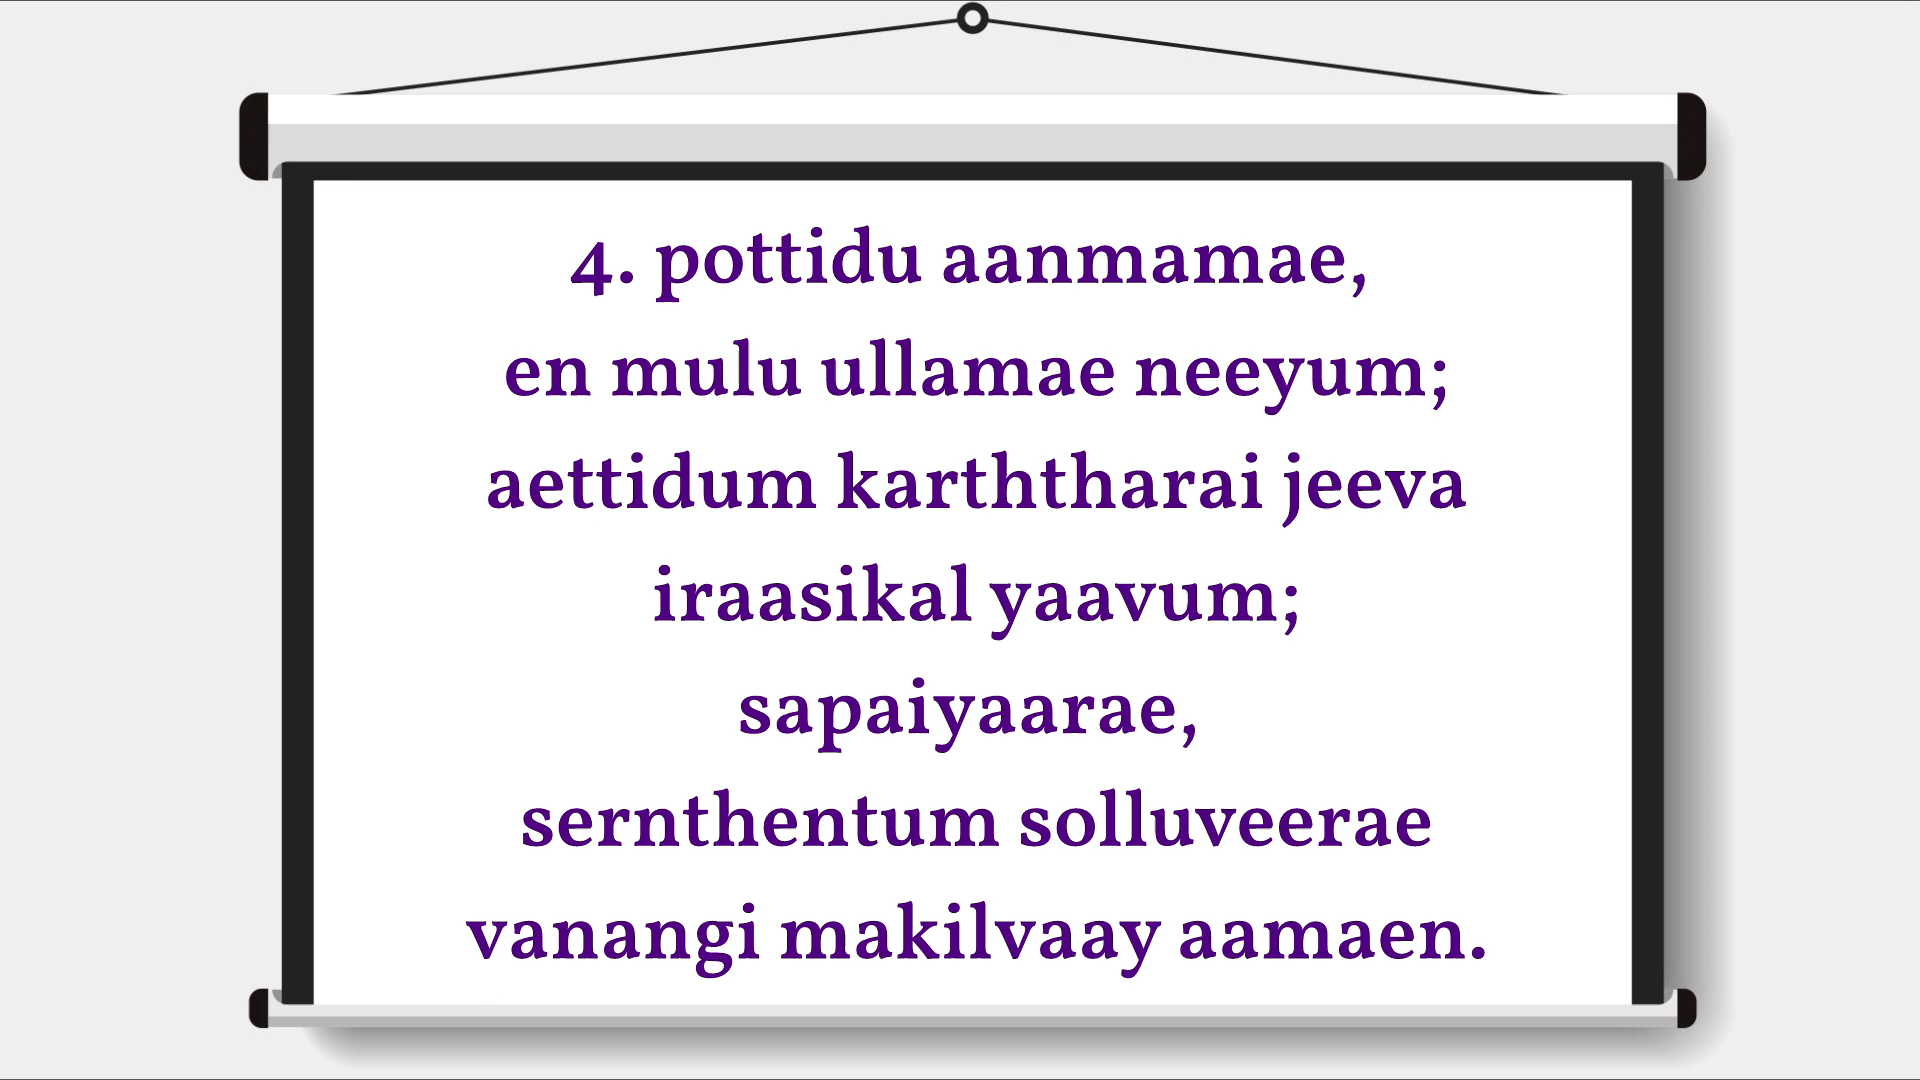 4. pottidu aanmamae,
en mulu ullamae neeyum;
aettidum karththarai jeeva
iraasikal yaavum;
sapaiyaarae,
sernthentum solluveerae
vanangi makilvaay aamaen.